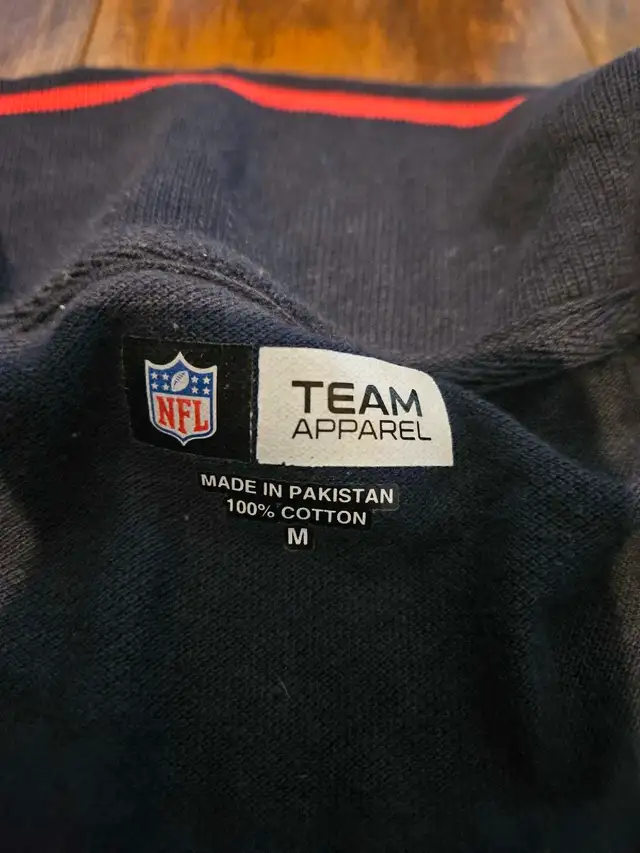 NFL
TEAM
APPAREL
MADE IN PAKISTAN
100% COTTON
M